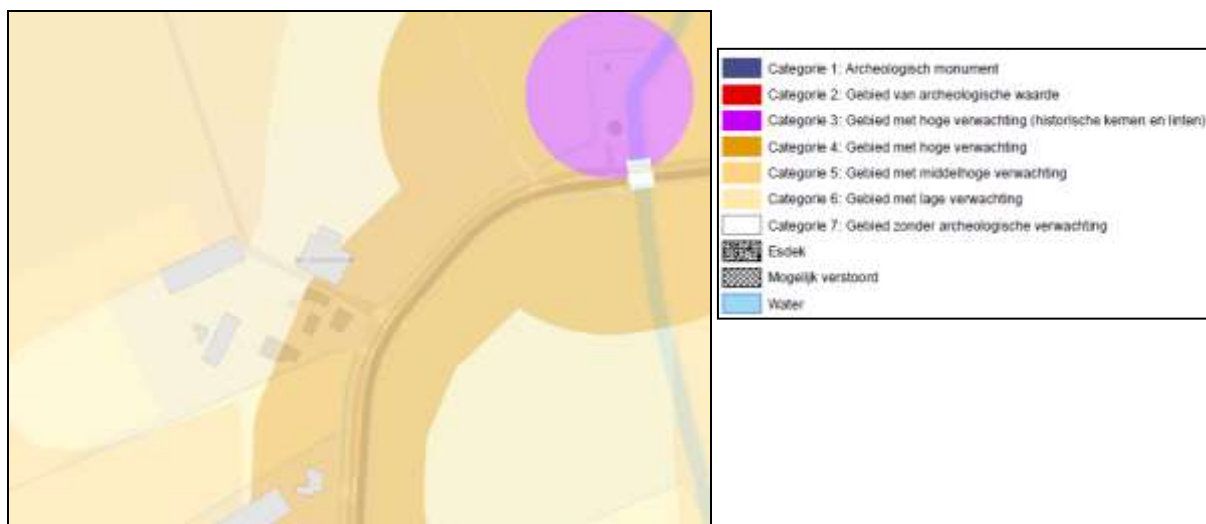 Categorie 1: Archeologisch monument
Categorie 2: Gebied van archeologische waarde
Categorie 3: Gebied met hoge verwachting (historische kernen en linten)
Categorie 4: Gebied met hoge verwachting
Categorie 5: Gebied met middelhoge verwachting
Categorie 6: Gebied met lage verwachting
Categorie 7: Gebied zonder archeologische verwachting
Esdek
Mogelijk verstoord
Water